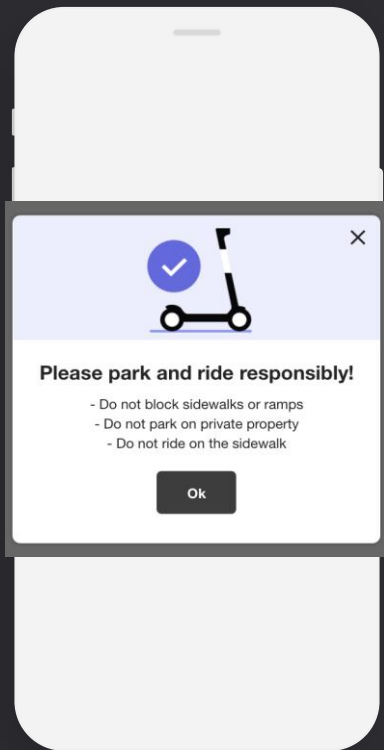 Please park and ride responsibly!
- Do not block sidewalks or ramps
- Do not park on private property
- Do not ride on the sidewalk
Ok